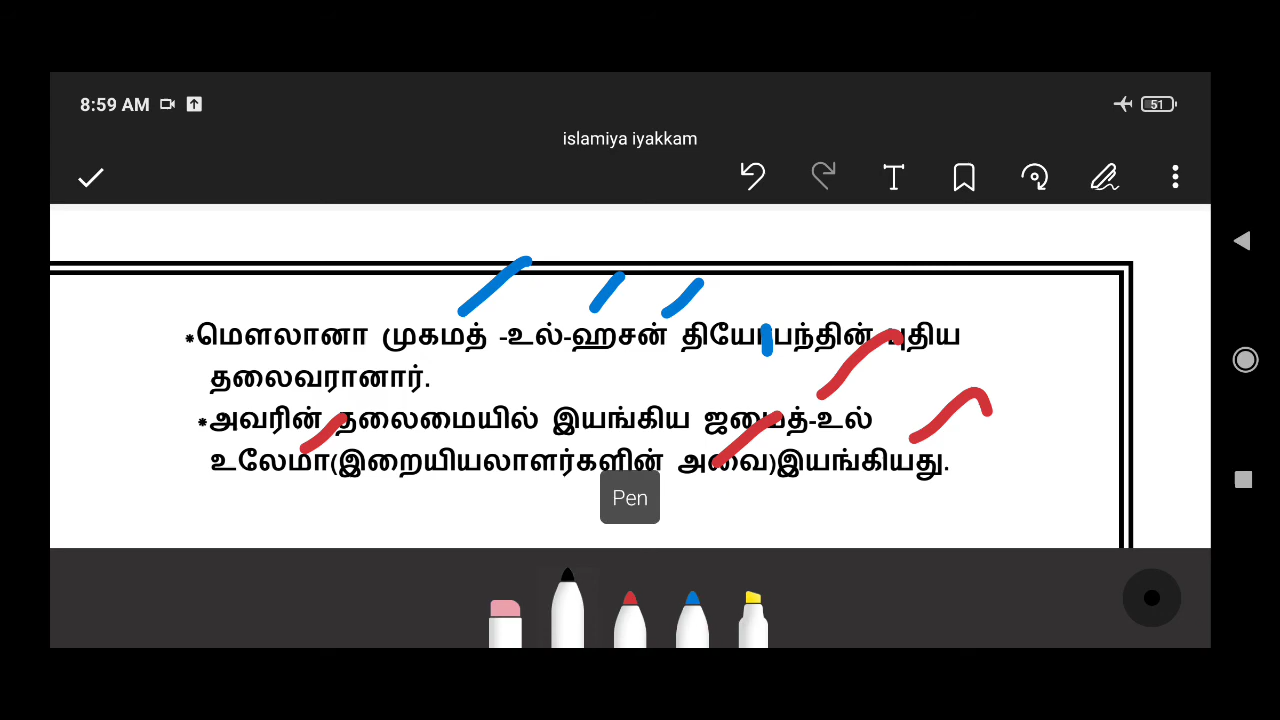 8:59 AM
51
islamiya iyakkam
*மௌலானா முகமத் -உல்-ஹசன் தியோபந்தின் புதிய
தலைவரானார்.
*அவரின் தலைமையில் இயங்கிய ஜமைத்-உல்
உலேமா(இறையியலாளர்களின் அவை)இயங்கியது.
Pen